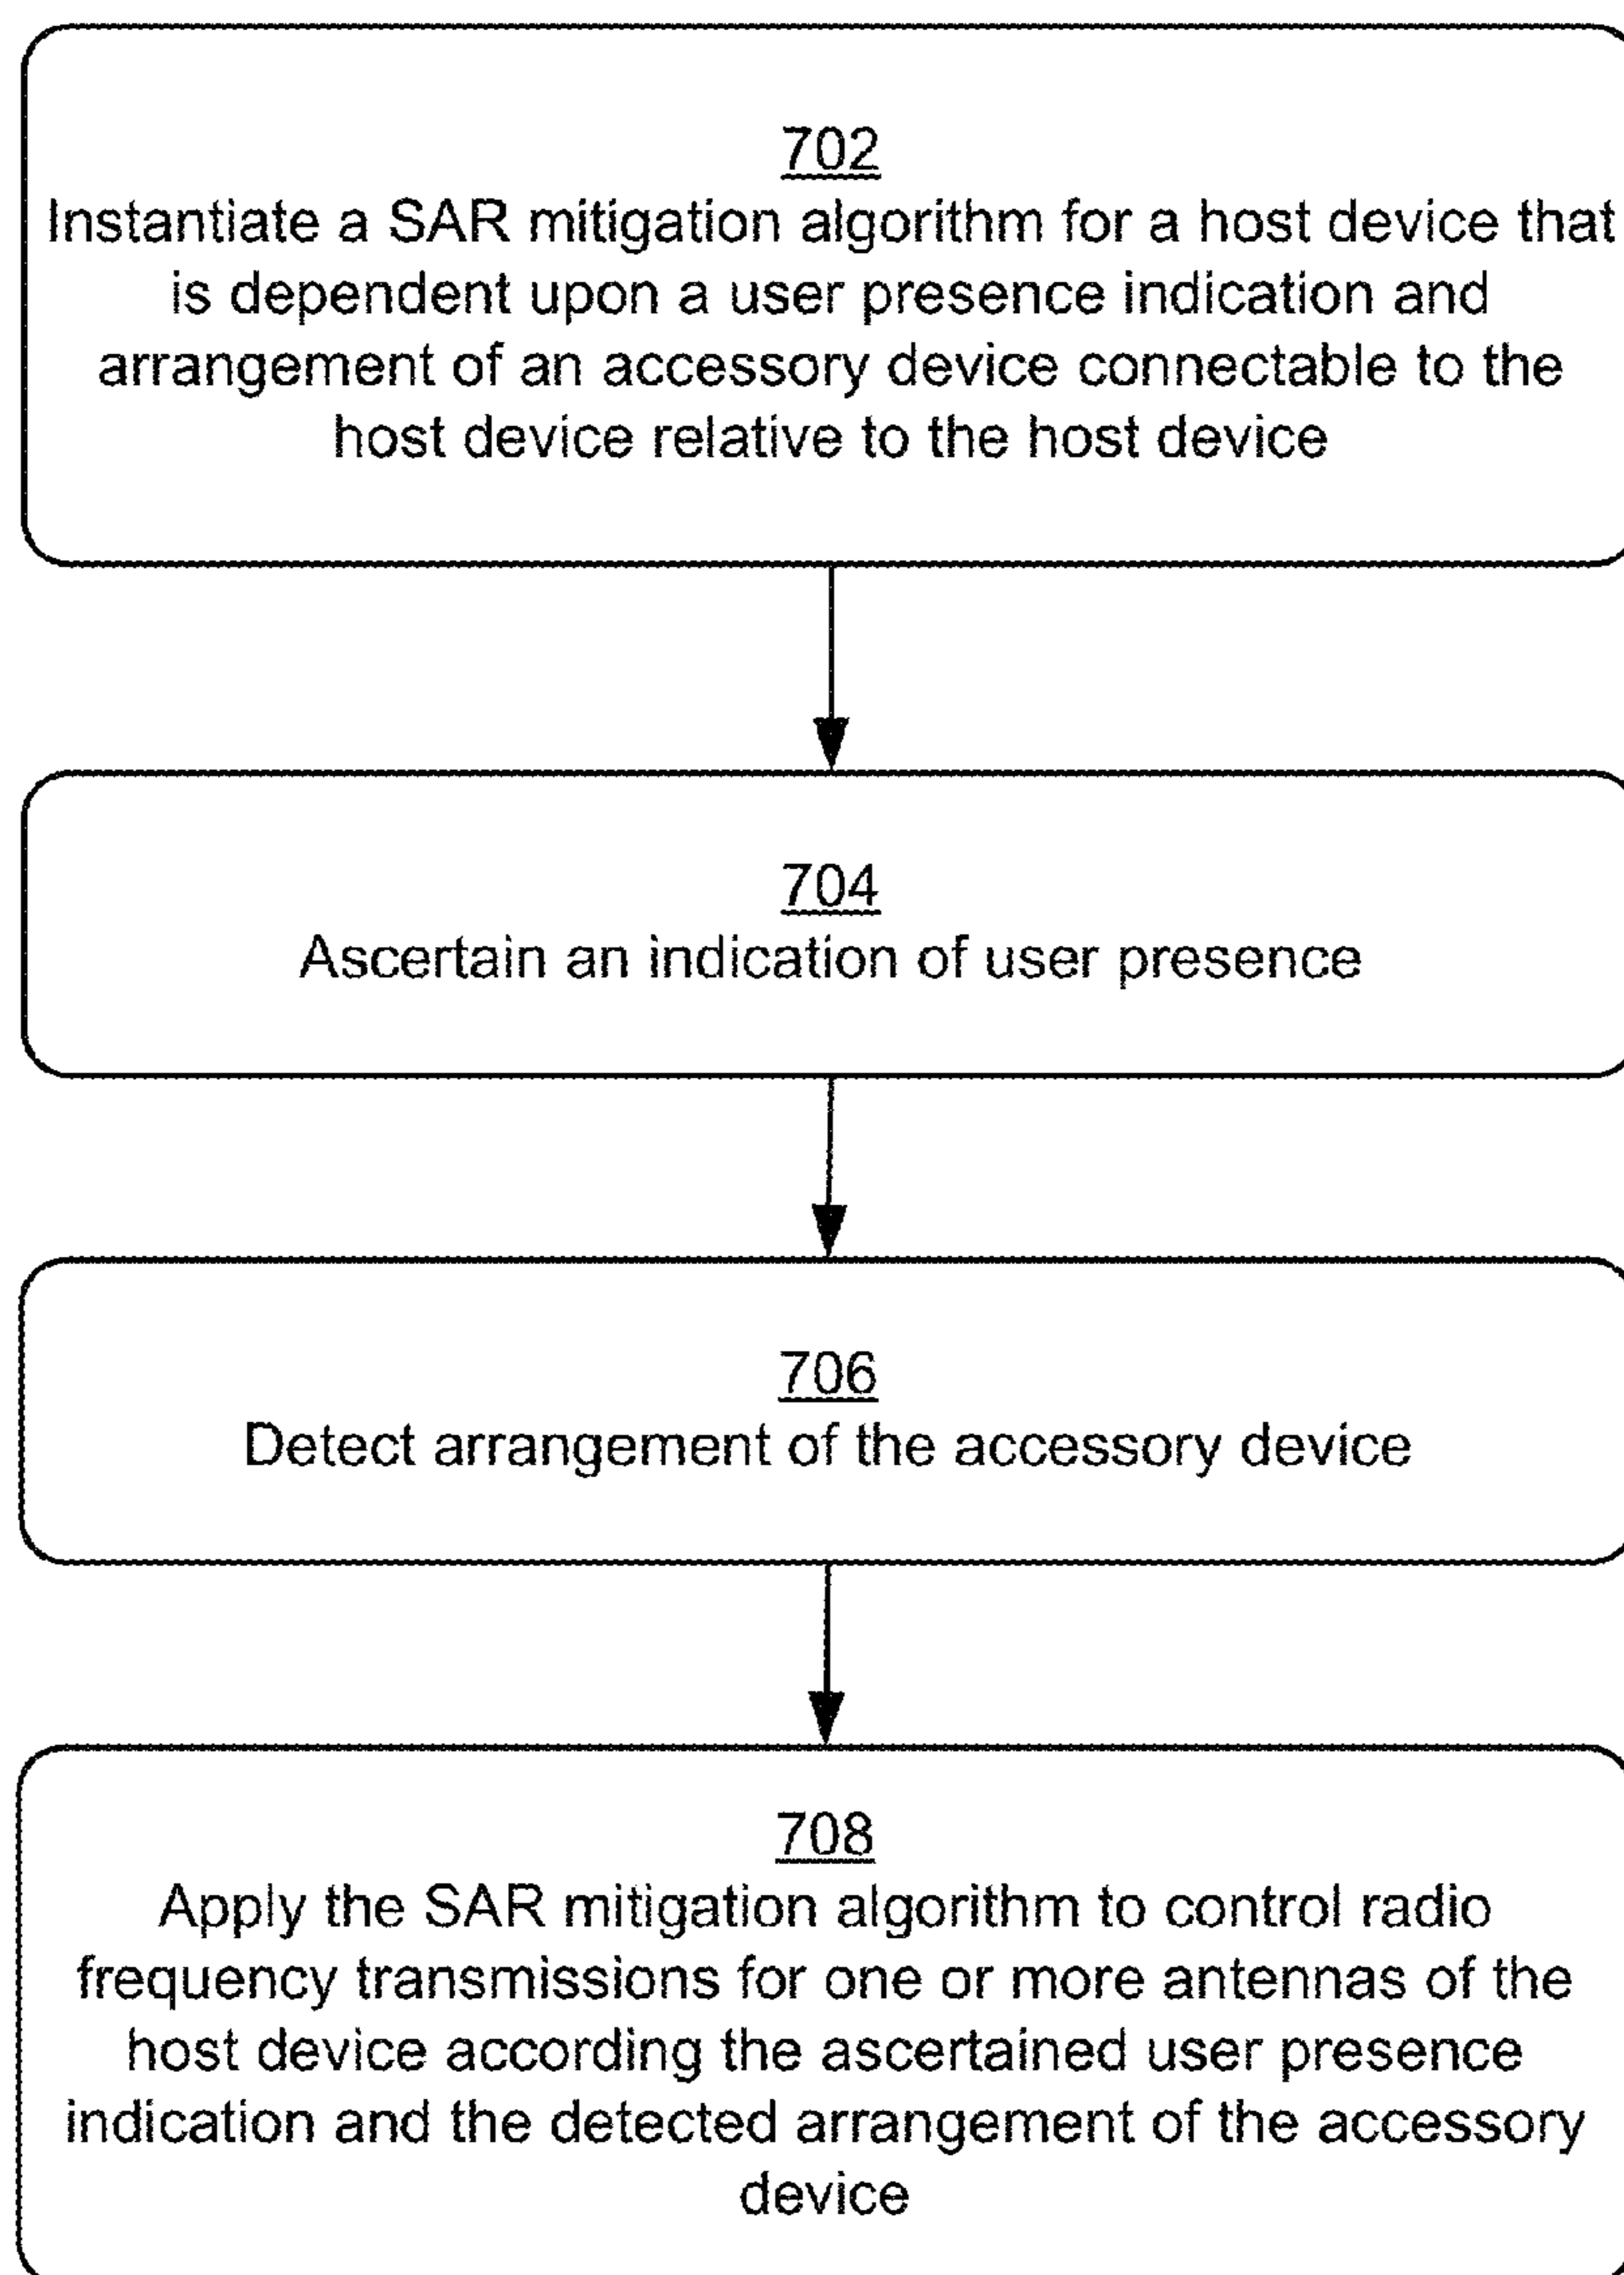 702
Instantiate a SAR mitigation algorithm for a host device that
is dependent upon a user presence indication and
arrangement of an accessory device connectable to the
host device relative to the host device
704
Ascertain an indication of user presence
706
Detect arrangement of the accessory device
708
Apply the SAR mitigation algorithm to control radio
frequency transmissions for one or more antennas of the
host device according the ascertained user presence
indication and the detected arrangement of the accessory
device